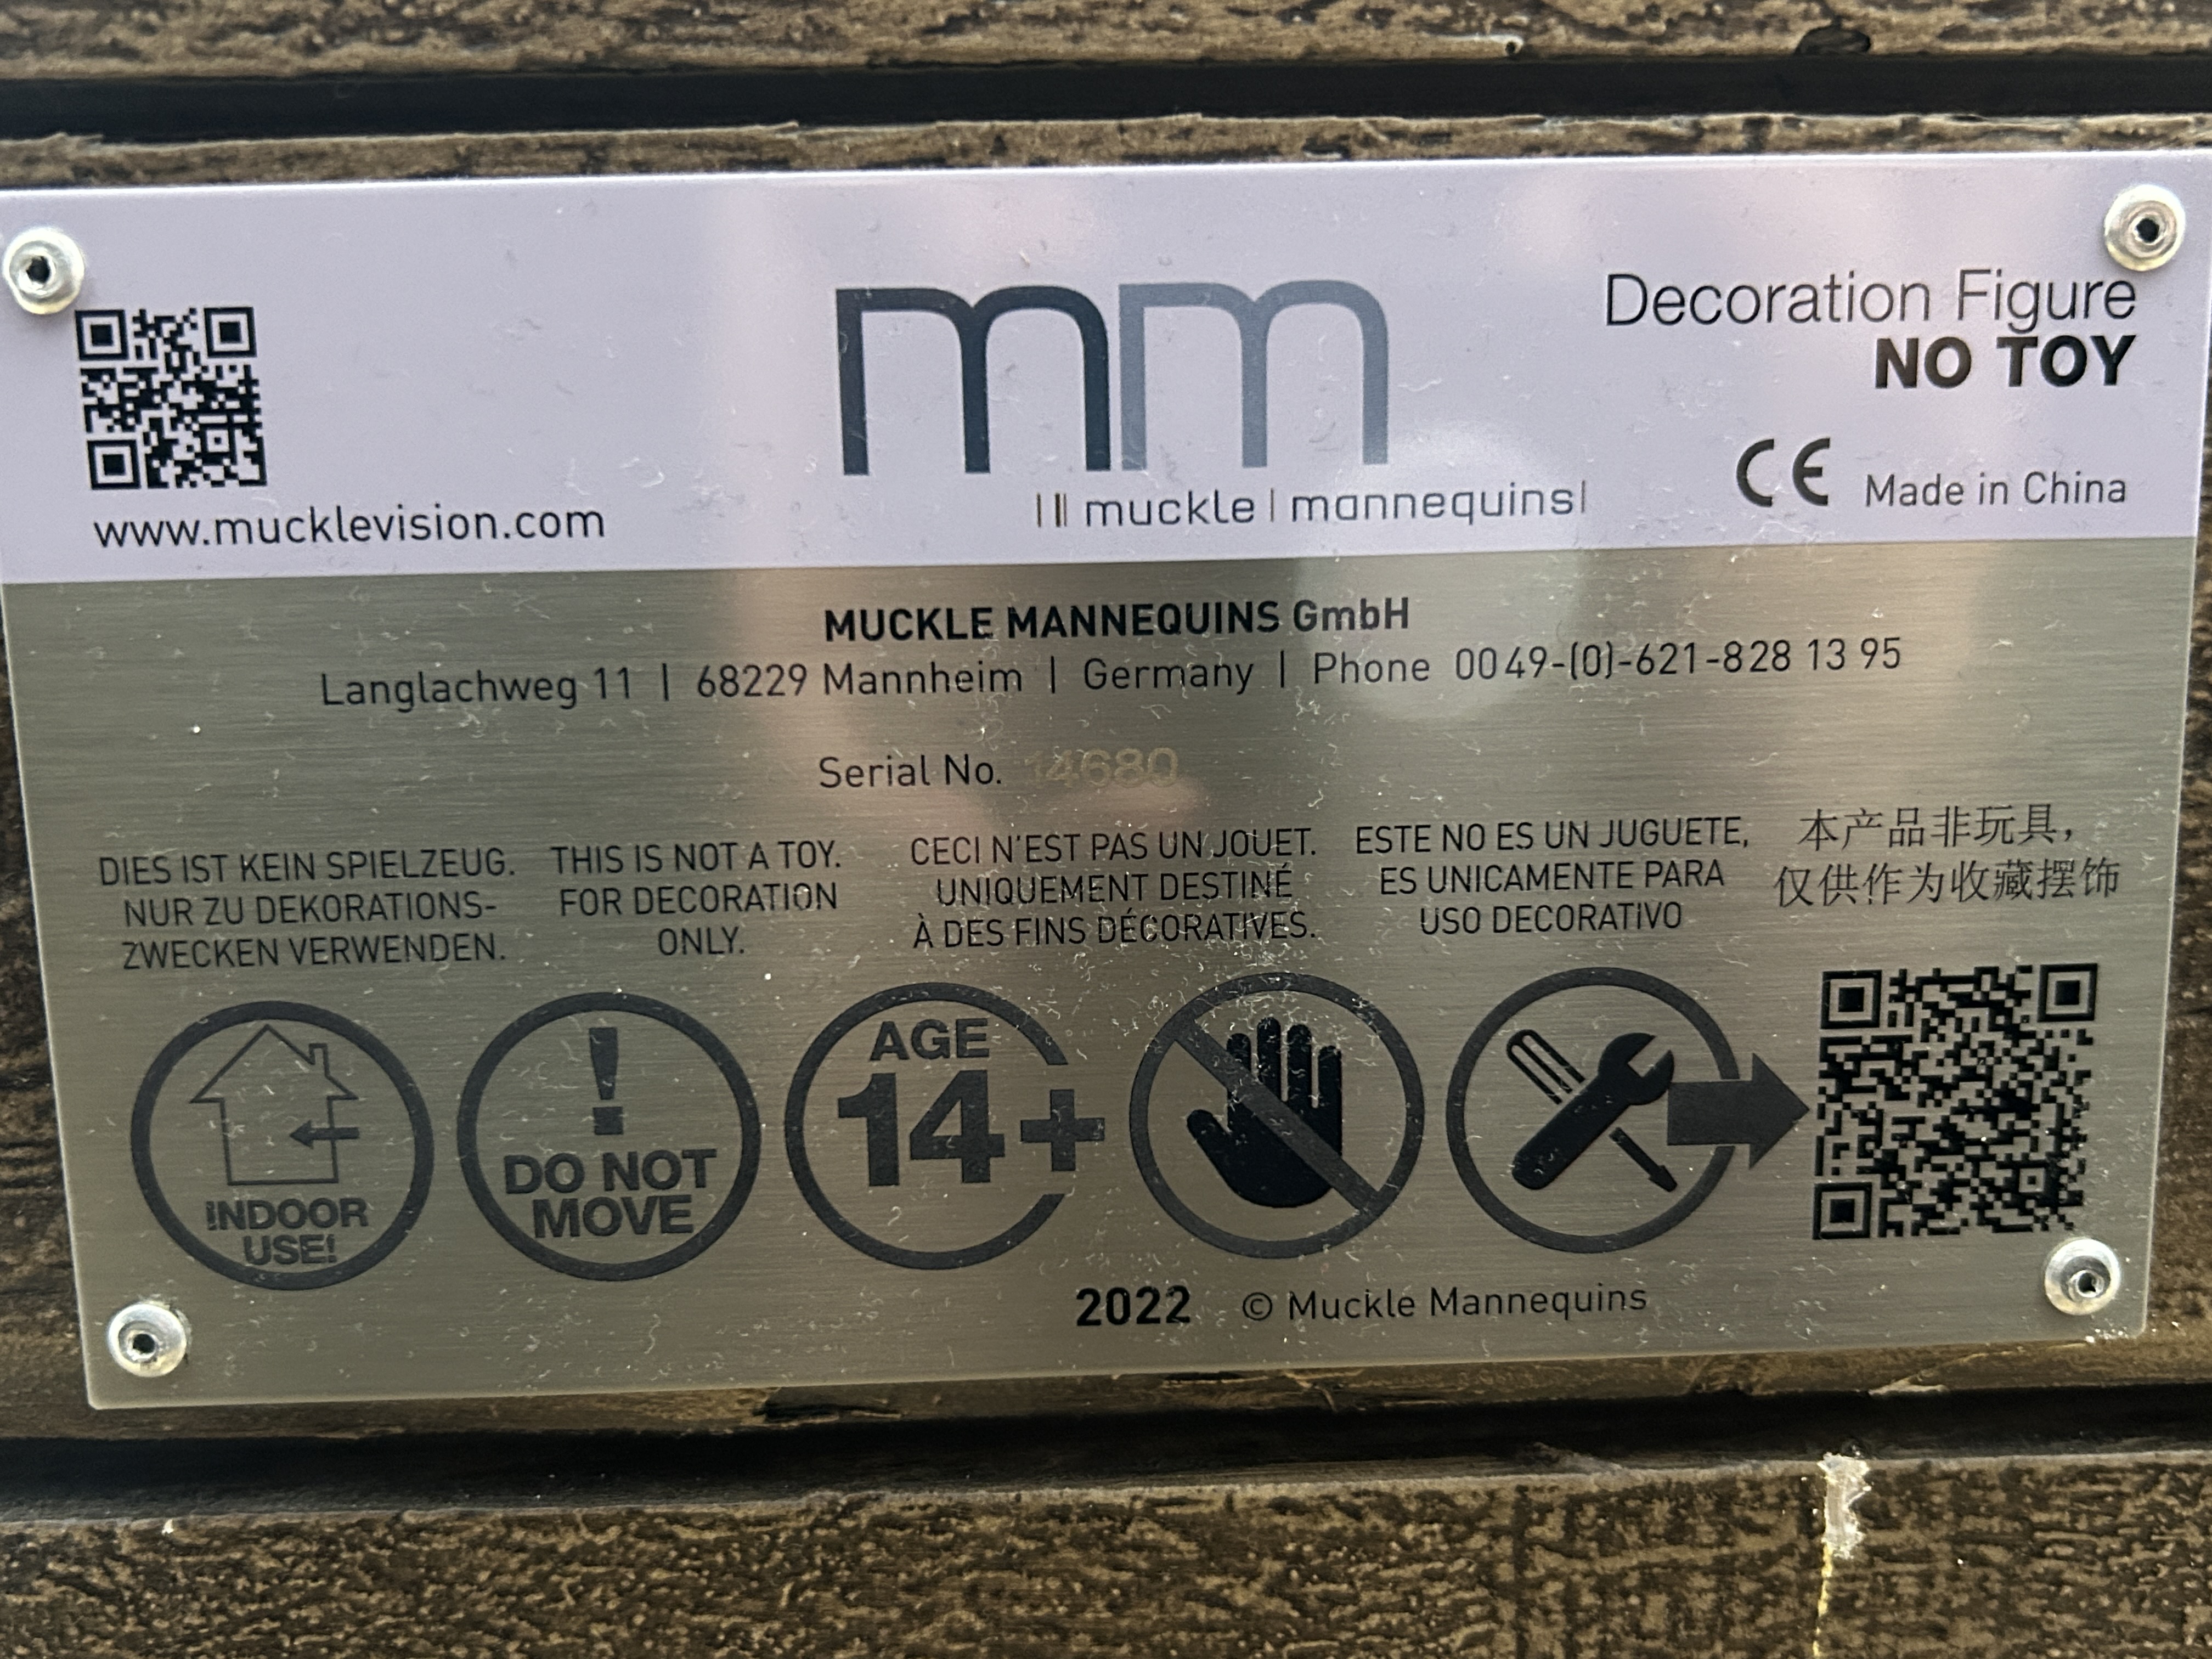 mm
muckle | mannequins
Decoration Figure
NO TOY
CE Made in China
www.mucklevision.com
MUCKLE MANNEQUINS GmbH
Langlachweg 11 | 68229 Mannheim | Germany | Phone 0049-(0)-621-828 13 95
Serial No. 14680
DIES IST KEIN SPIELZEUG.
NUR ZU DEKORATIONS-
ZWECKEN VERWENDEN.
THIS IS NOT A TOY.
FOR DECORATION
ONLY.
CECI N'EST PAS UN JOUET.
UNIQUEMENT DESTINÉ
À DES FINS DÉCORATIVES.
ESTE NO ES UN JUGUETE,
ES UNICAMENTE PARA
USO DECORATIVO
本产品非玩具，
仅供作为收藏摆饰
INDOOR
USE!
!
DO NOT
MOVE
AGE
14+
2022 © Muckle Mannequins